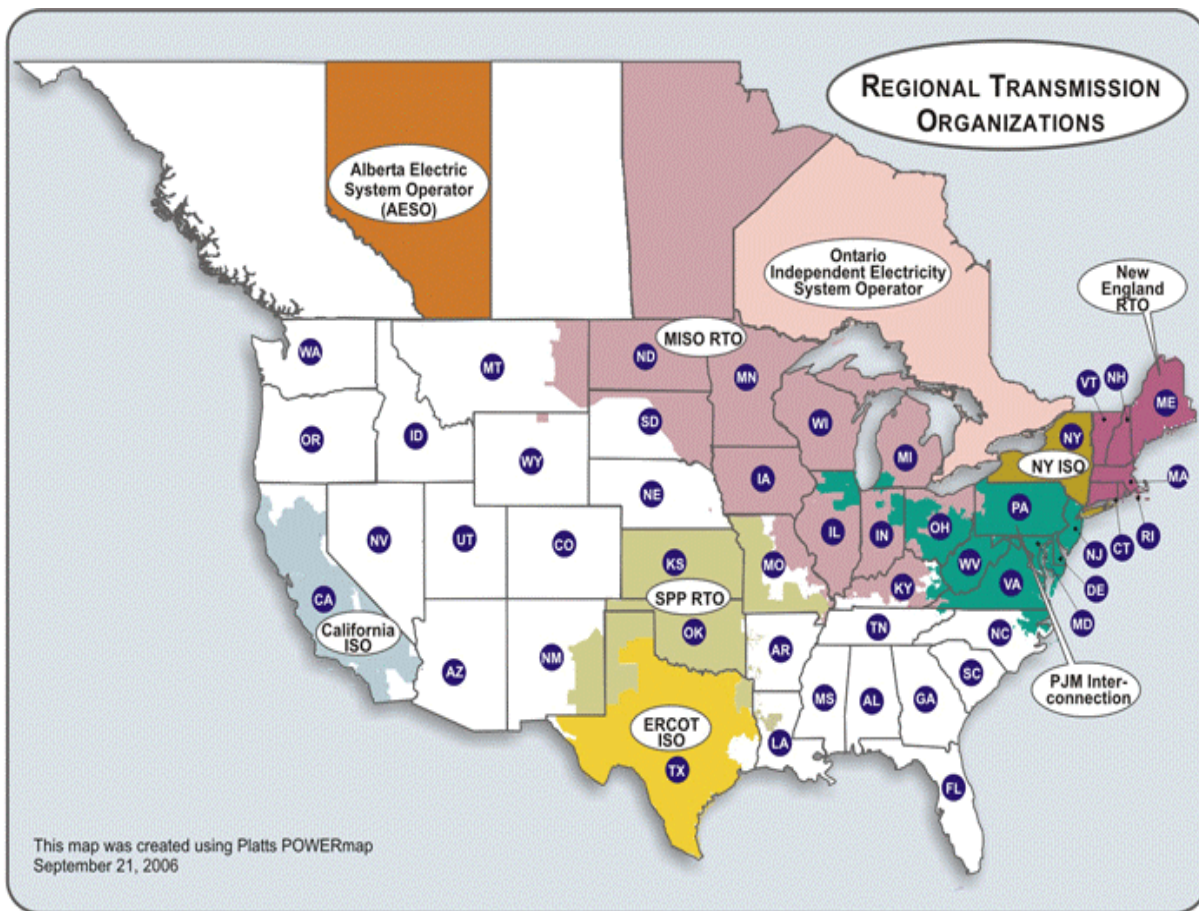 REGIONAL TRANSMISSION
ORGANIZATIONS
Alberta Electric
System Operator
(AESO)
Ontario
Independent Electricity
System Operator
New
England
RTO
MISO RTO
WA
MT
ND
MN
VT
NH
ME
OR
ID
SD
WI
MI
NY
NY ISO
WY
MA
NE
IA
PA
NV
UT
CO
IL
IN
OH
NJ
CT
RI
CA
KS
MO
WV
VA
DE
KY
California
ISO
SPP RTO
MD
TN
NC
OK
AR
AZ
NM
SC
PJM Inter-
connection
MS
AL
GA
ERCOT
ISO
LA
TX
FL
This map was created using Platts POWERmap
September 21, 2006